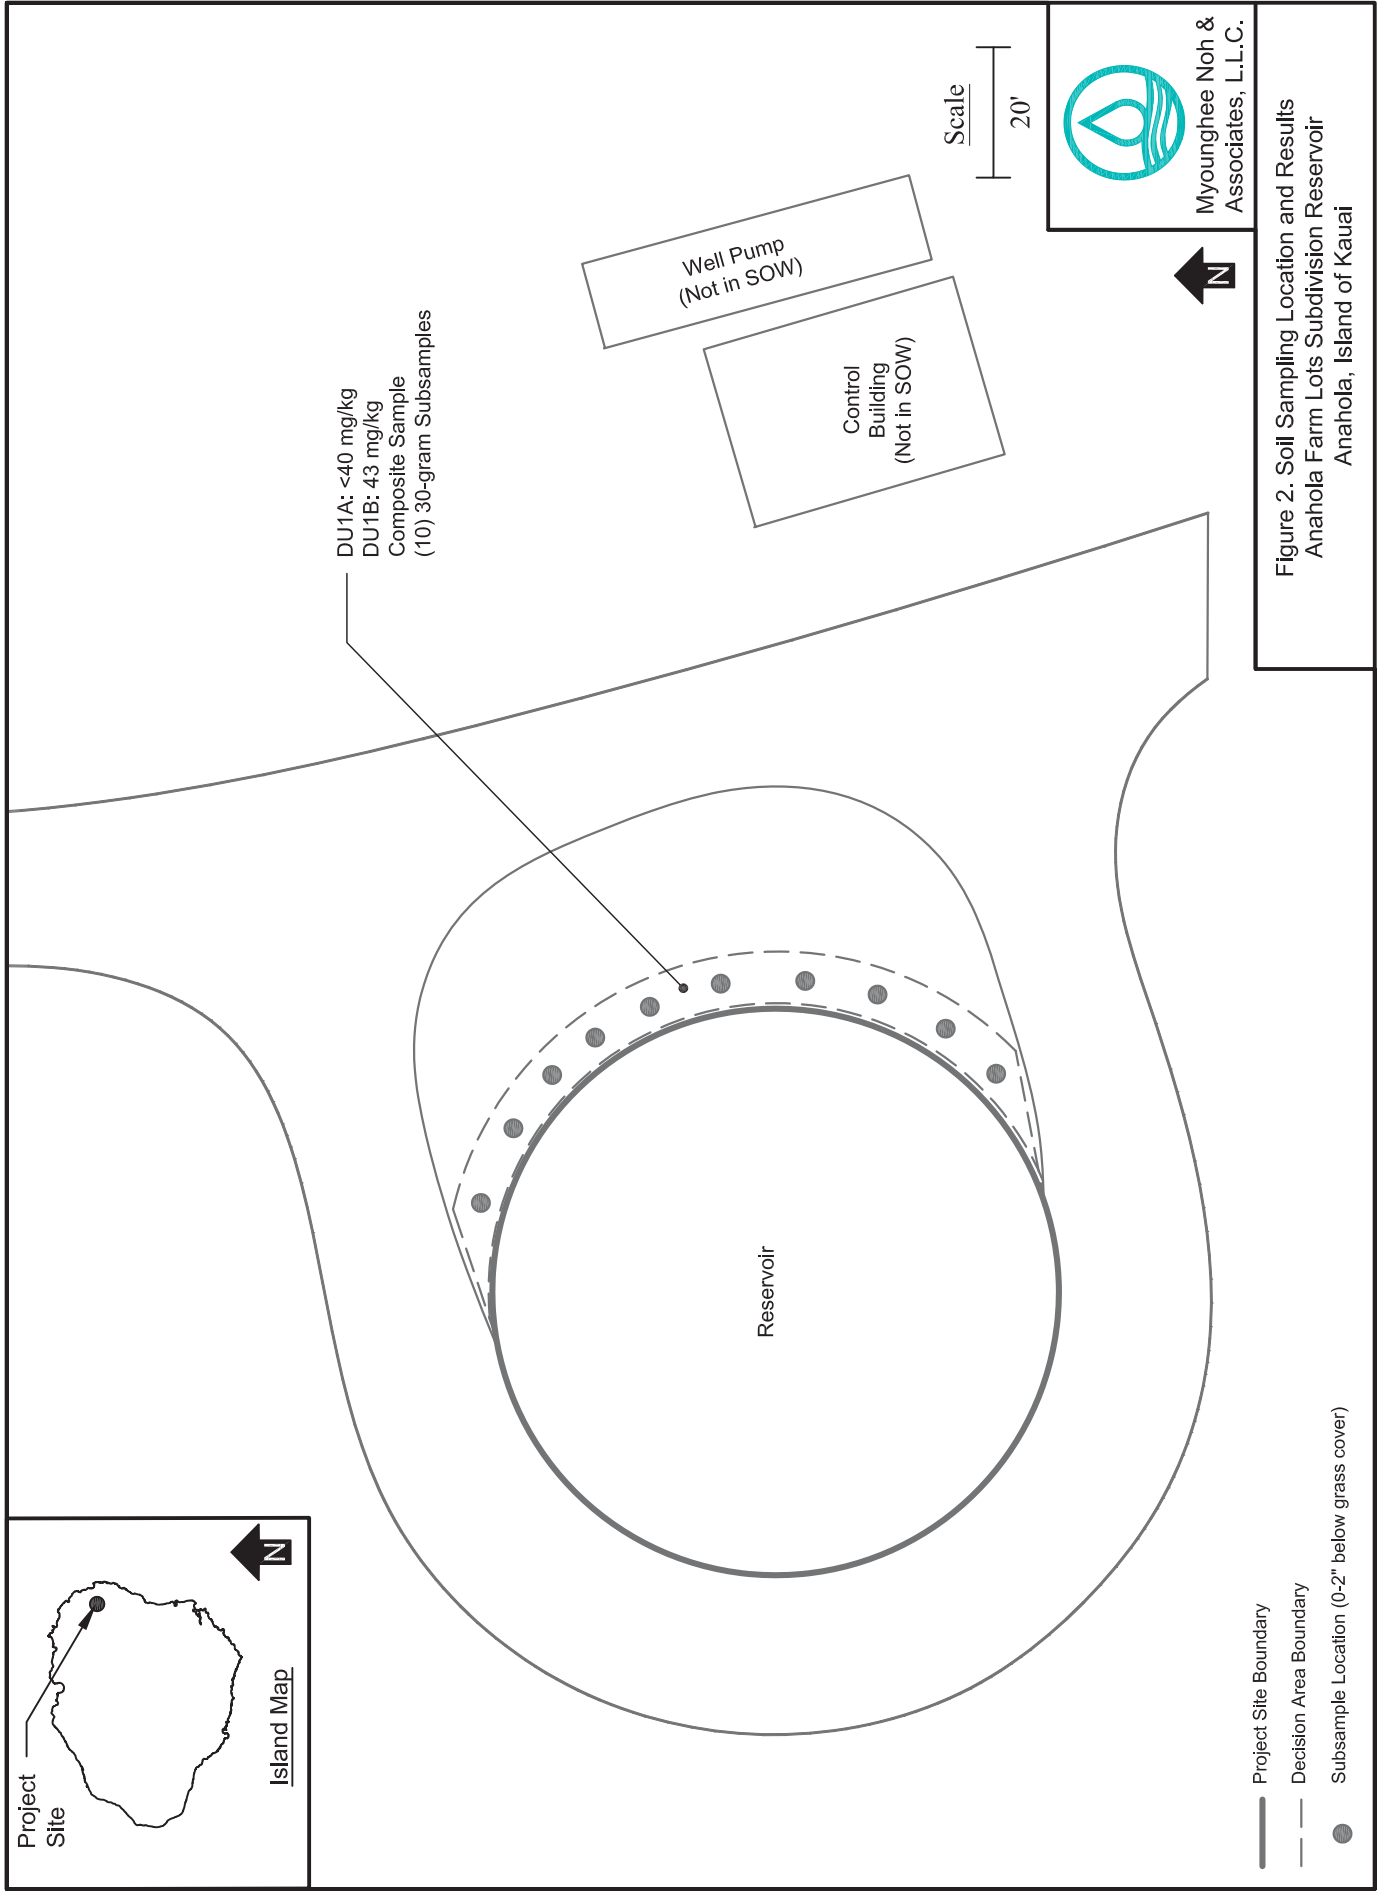 Project
Site
Island Map
N
DU1A: <40 mg/kg
DU1B: 43 mg/kg
Composite Sample
(10) 30-gram Subsamples
Well Pump
(Not in SOW)
Control
Building
(Not in SOW)
Reservoir
Scale
20'
Project Site Boundary
Decision Area Boundary
Subsample Location (0-2" below grass cover)
N
Myounghee Noh &
Associates, L.L.C.
Figure 2. Soil Sampling Location and Results
Anahola Farm Lots Subdivision Reservoir
Anahola, Island of Kauai